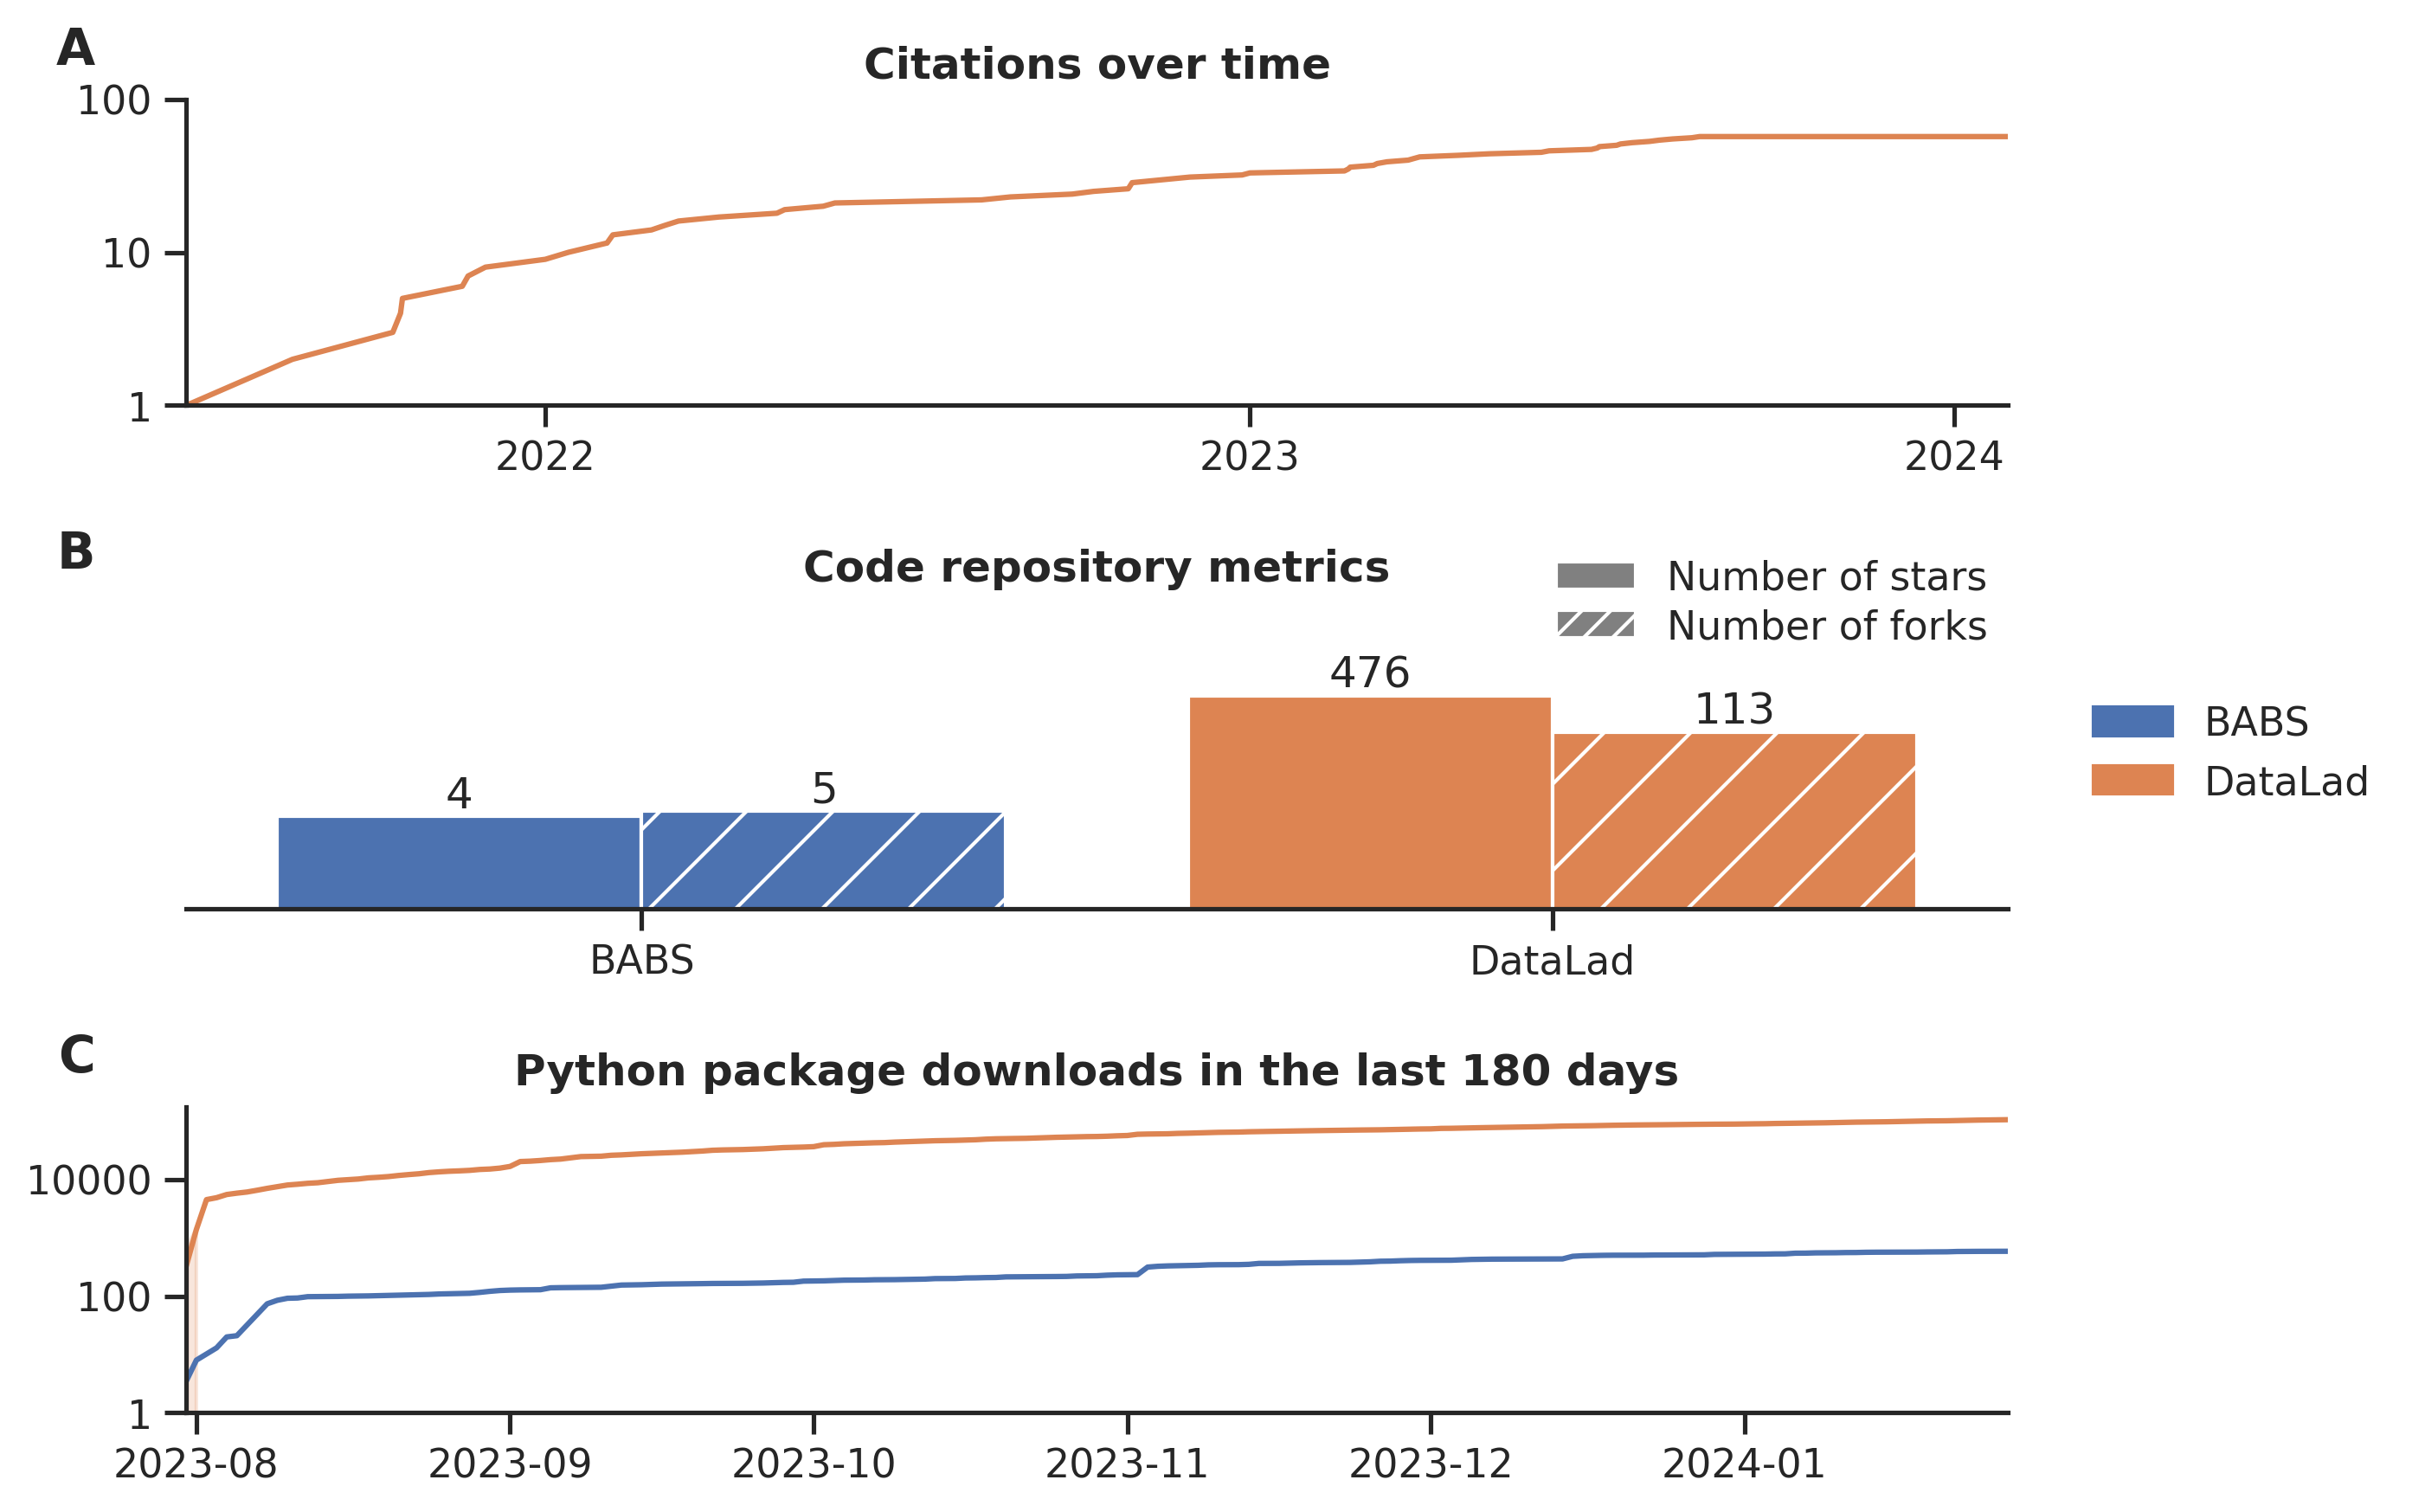 A
Citations over time
100
10
1
2022 2023 2024
B
Code repository metrics
Number of stars
Number of forks
476
113
4
5
BABS
DataLad
BABS DataLad
C
Python package downloads in the last 180 days
10000
100
1
2023-08 2023-09 2023-10 2023-11 2023-12 2024-01